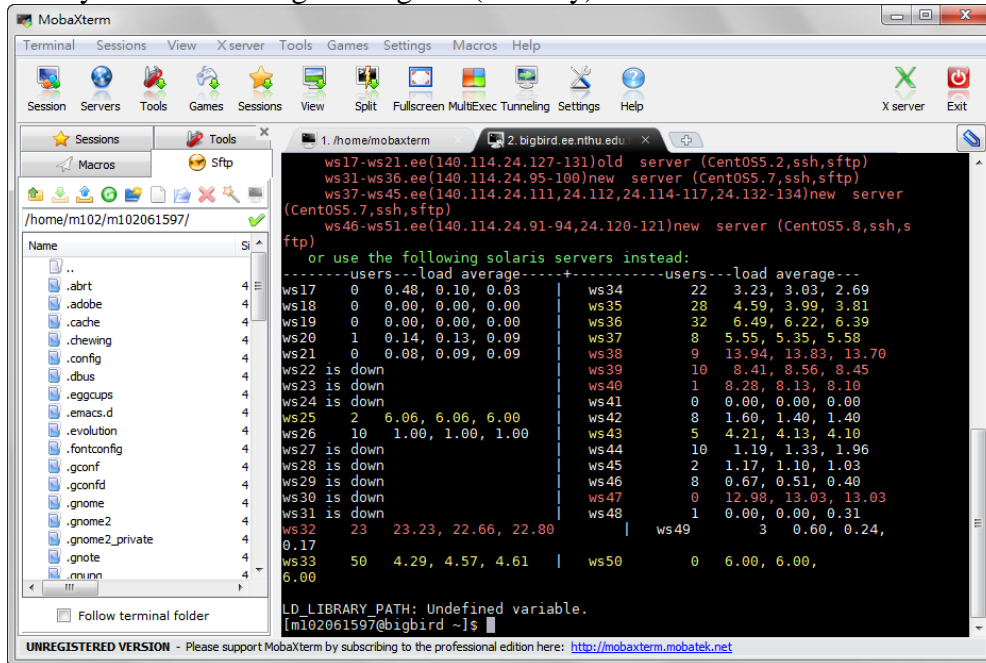 MobaXterm
Terminal Sessions View X server Tools Games Settings Macros Help
Session Servers Tools Games Sessions View Split Fullscreen MultiExec Tunneling Settings Help X server Exit
Sessions Tools
Macros Sftp
/home/m102/m102061597/
Name Si
..
.abrt 4
.adobe 4
.cache 4
.chewing 4
.config 4
.dbus 4
.eggcups 4
.emacs.d 4
.evolution 4
.fontconfig 4
.gconf 4
.gconfd 4
.gnome 4
.gnome2 4
.gnome2_private 4
.gnote 4
.gnupg 4
Follow terminal folder
1. /home/mobaxterm 2. bigbird.ee.nthu.edu.
ws17-ws21.ee(140.114.24.127-131)old server (CentOS5.2,ssh,sftp)
ws31-ws36.ee(140.114.24.95-100)new server (CentOS5.7,ssh,sftp)
ws37-ws45.ee(140.114.24.111,24.112,24.114-117,24.132-134)new server
(CentOS5.7,ssh,sftp)
ws46-ws51.ee(140.114.24.91-94,24.120-121)new server (CentOS5.8,ssh,s
ftp)
or use the following solaris servers instead:
--------users---load average-----+-----------users---load average---
ws17 0 0.48, 0.10, 0.03 | ws34 22 3.23, 3.03, 2.69
ws18 0 0.00, 0.00, 0.00 | ws35 28 4.59, 3.99, 3.81
ws19 0 0.00, 0.00, 0.00 | ws36 32 6.49, 6.22, 6.39
ws20 1 0.14, 0.13, 0.09 | ws37 8 5.55, 5.35, 5.58
ws21 0 0.08, 0.09, 0.09 | ws38 9 13.94, 13.83, 13.70
ws22 is down | ws39 10 8.41, 8.56, 8.45
ws23 is down | ws40 1 8.28, 8.13, 8.10
ws24 is down | ws41 0 0.00, 0.00, 0.00
ws25 2 6.06, 6.06, 6.00 | ws42 8 1.60, 1.40, 1.40
ws26 10 1.00, 1.00, 1.00 | ws43 5 4.21, 4.13, 4.10
ws27 is down | ws44 10 1.19, 1.33, 1.96
ws28 is down | ws45 2 1.17, 1.10, 1.03
ws29 is down | ws46 8 0.67, 0.51, 0.40
ws30 is down | ws47 0 12.98, 13.03, 13.03
ws31 is down | ws48 1 0.00, 0.00, 0.31
ws32 23 23.23, 22.66, 22.80 | ws49 3 0.60, 0.24,
0.17
ws33 50 4.29, 4.57, 4.61 | ws50 0 6.00, 6.00,
6.00
LD_LIBRARY_PATH: Undefined variable.
[m102061597@bigbird ~]$
UNREGISTERED VERSION - Please support MobaXterm by subscribing to the professional edition here: http://mobaxterm.mobatek.net